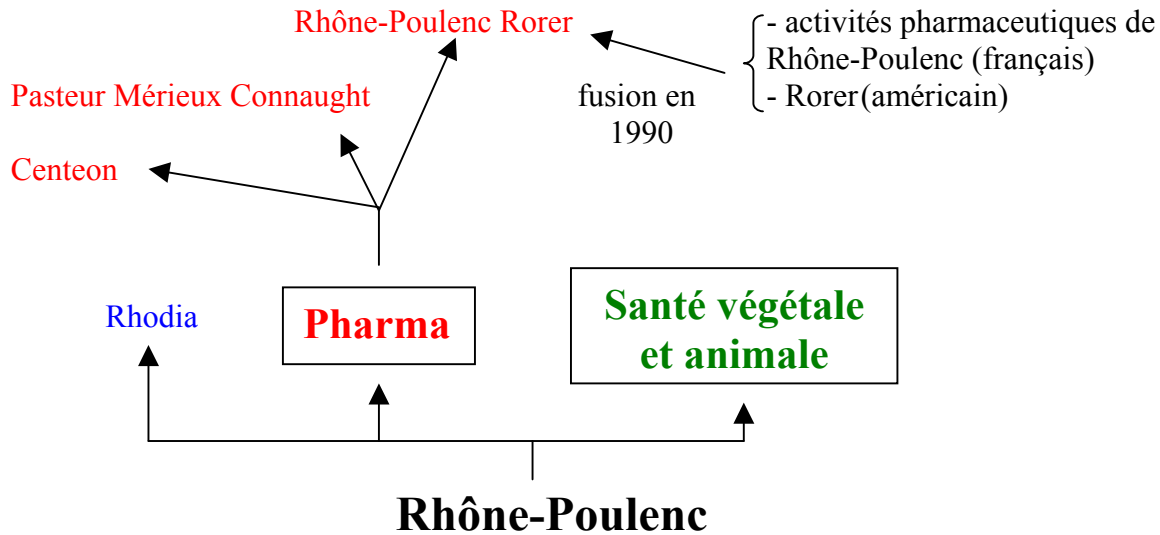 Rhône-Poulenc Rorer
- activités pharmaceutiques de
Rhône-Poulenc (français)
- Rorer (américain)
fusion en
1990
Pasteur Mérieux Connaught
Centeon
Rhodia
Pharma
Santé végétale
et animale
Rhône-Poulenc